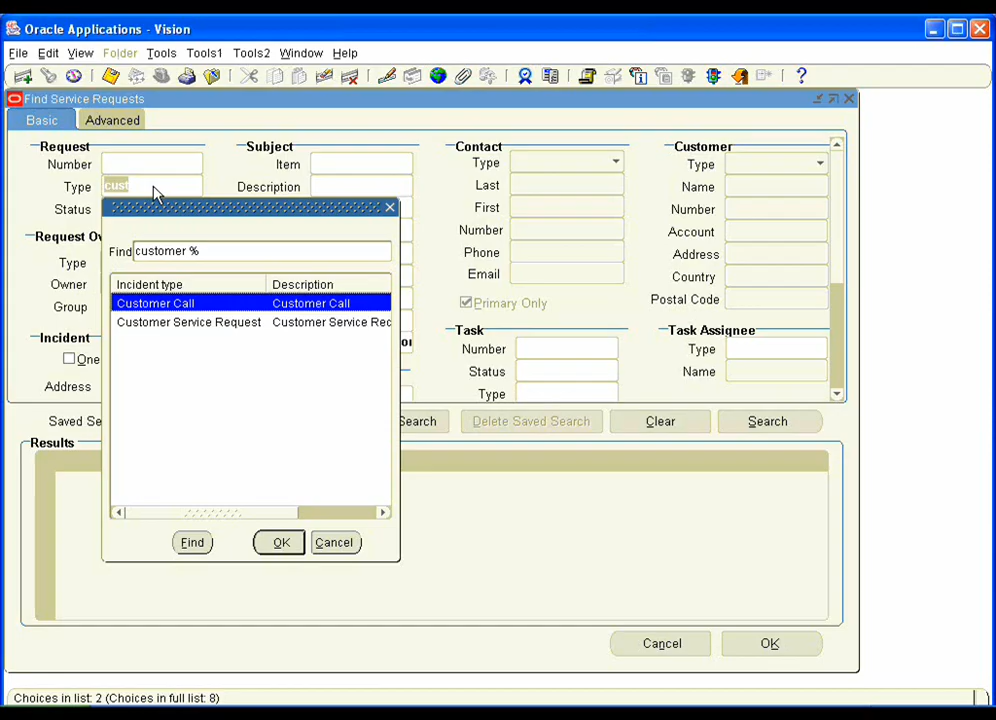 Oracle Applications - Vision
File Edit View Folder Tools Tools1 Tools2 Window Help
Find Service Requests
Basic Advanced
Request Subject Contact Customer
Number Item Type Type
Type cust Description Last Name
Status First Number
Number Account
Request Ow
Type Phone Address
Owner Email Country
Group Primary Only Postal Code
Find customer %
Incident type Description
Customer Call Customer Call
Customer Service Request Customer Service Rec
Incident Task Task Assignee
One Number Type
Address Status Name
Type
Saved Se Search Delete Saved Search Clear Search
Results
Find OK Cancel
Cancel OK
Choices in list: 2 (Choices in full list: 8)